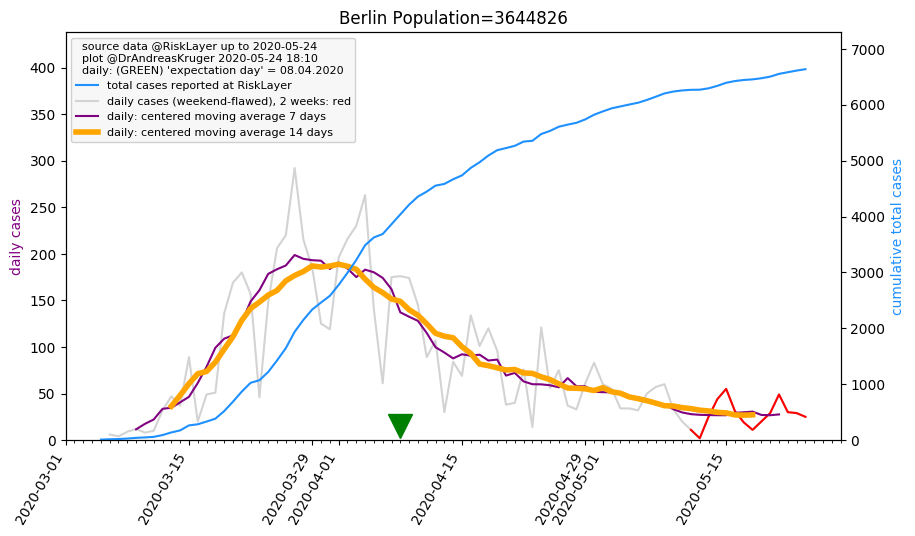 Berlin Population=3644826
source data @RiskLayer up to 2020-05-24
plot @DrAndreasKruger 2020-05-24 18:10
daily: (GREEN) 'expectation day' = 08.04.2020
total cases reported at RiskLayer
daily cases (weekend-flawed), 2 weeks: red
daily: centered moving average 7 days
daily: centered moving average 14 days
daily cases
400
350
300
250
200
150
100
50
0
cumulative total cases
7000
6000
5000
4000
3000
2000
1000
0
2020-03-01
2020-03-15
2020-03-29
2020-04-01
2020-04-15
2020-04-29
2020-05-01
2020-05-15